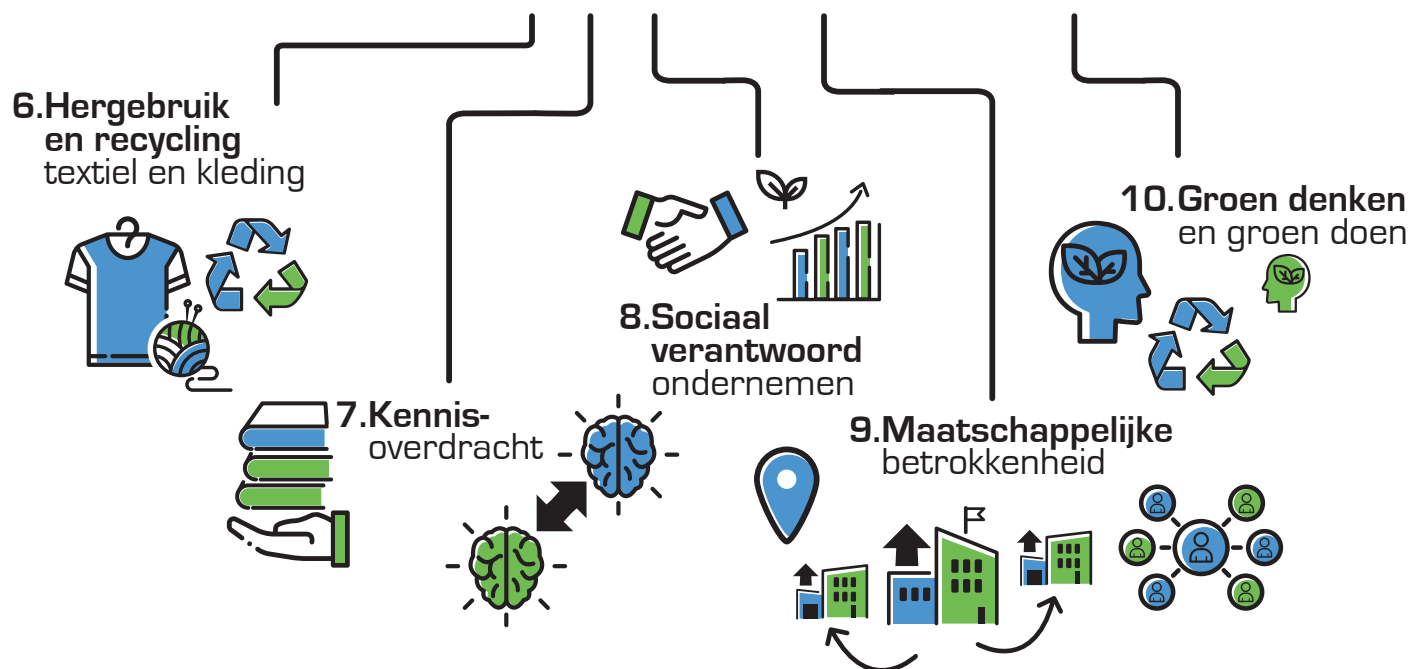 6.Hergebruik
en recycling
textiel en kleding
7.Kennis-
overdracht
8.Sociaal
verantwoord
ondernemen
9.Maatschappelijke
betrokkenheid
10.Groen denken
en groen doen